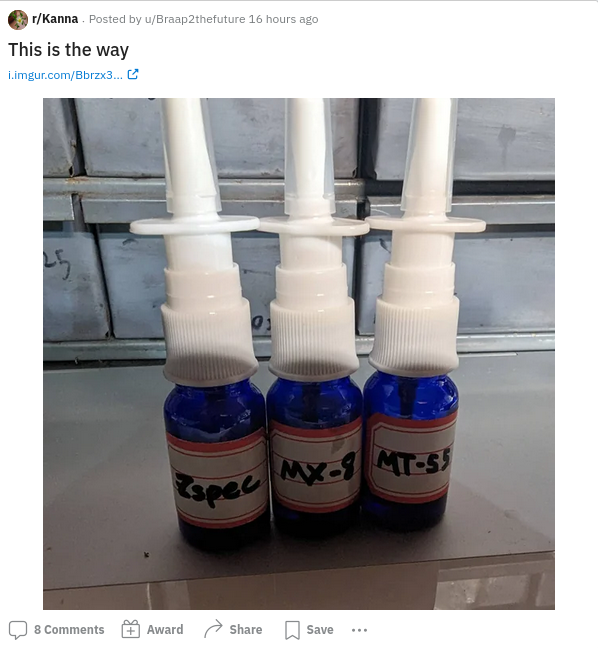 r/Kanna · Posted by u/Braap2thefuture 16 hours ago
This is the way
i.imgur.com/Bbrzx3...
25
Zspec
MX-8
MT-55
8 Comments Award Share Save ...